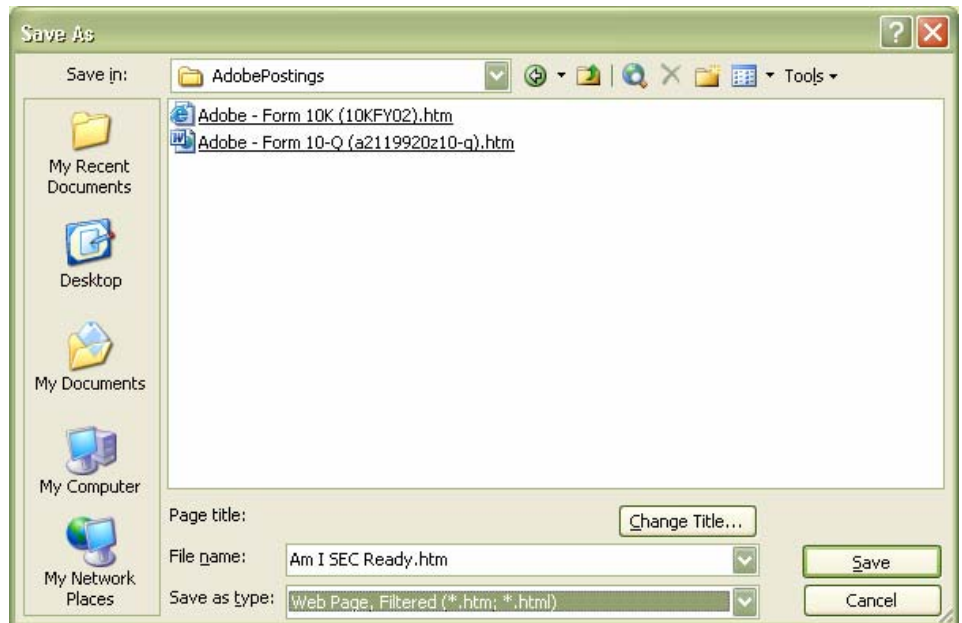 Save As
Save in:
AdobePostings
Tools
Adobe - Form 10K (10KFY02).htm
Adobe - Form 10-Q (a2119920z10-q).htm
My Recent
Documents
Desktop
My Documents
My Computer
My Network
Places
Page title:
Change Title...
File name:
Am I SEC Ready.htm
Save
Save as type:
Web Page, Filtered (*.htm; *.html)
Cancel